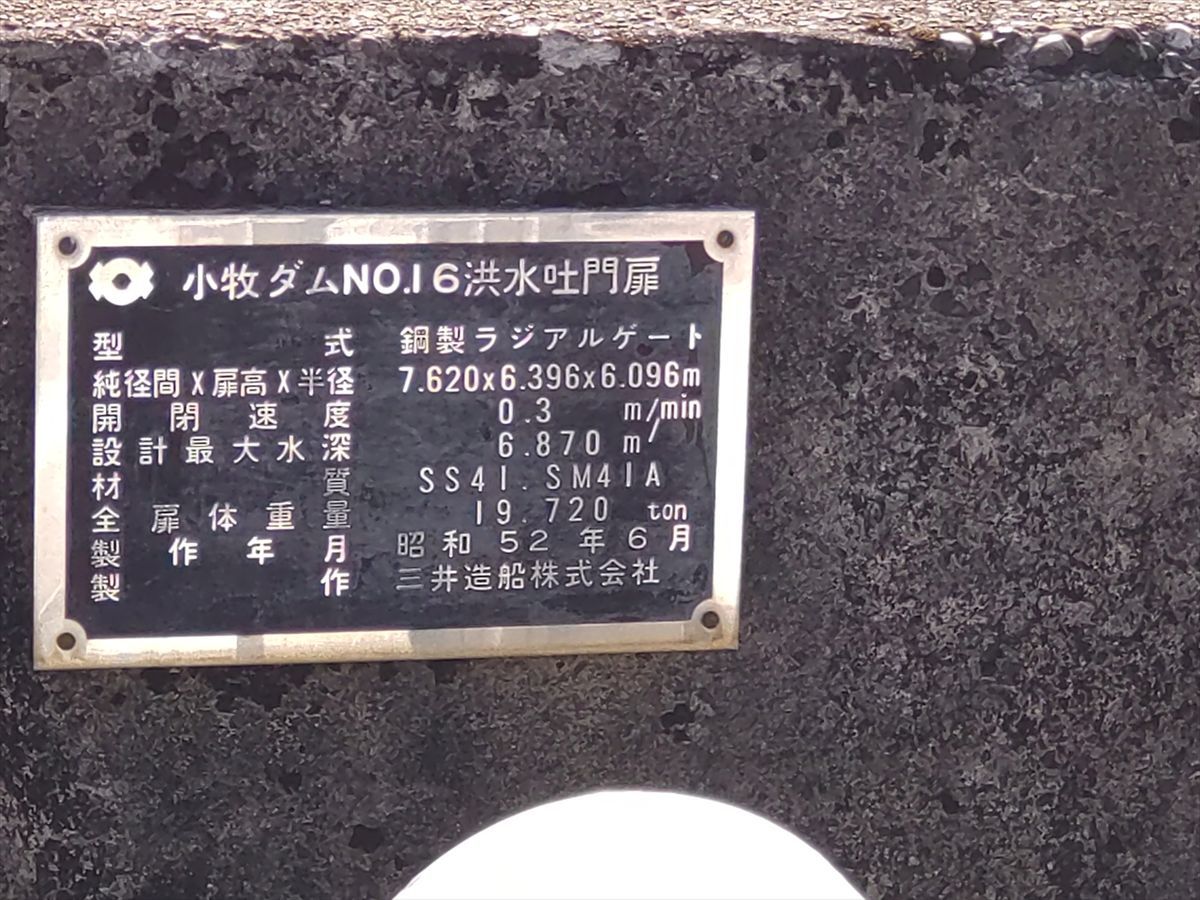 小牧ダムNO.16洪水吐門扉
型式 鋼製ラジアルゲート
純径間x扉高x半径 7.620x6.396x6.096m
開閉速度 0.3 m/min
設計最大水深 6.870 m
材質 SS41. SM41A
全扉体重量 19.720 ton
製作年月 昭和52年6月
製作 三井造船株式会社